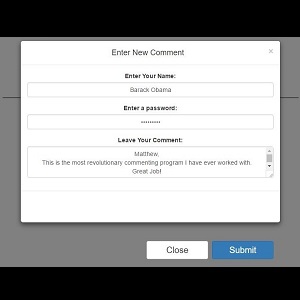 Enter New Comment
×
Enter Your Name:
Barack Obama
Enter a password:
•••••••••
Leave Your Comment:
Matthew,
This is the most revolutionary commenting program I have ever worked with.
Great Job!
Close
Submit